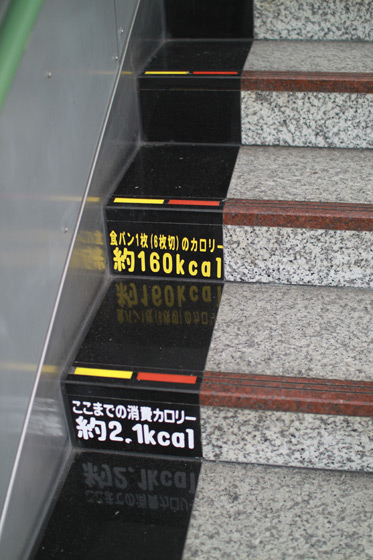 食パン1枚(6枚切)のカロリー
約160kcal
ここまでの消費カロリー
約2.1kcal